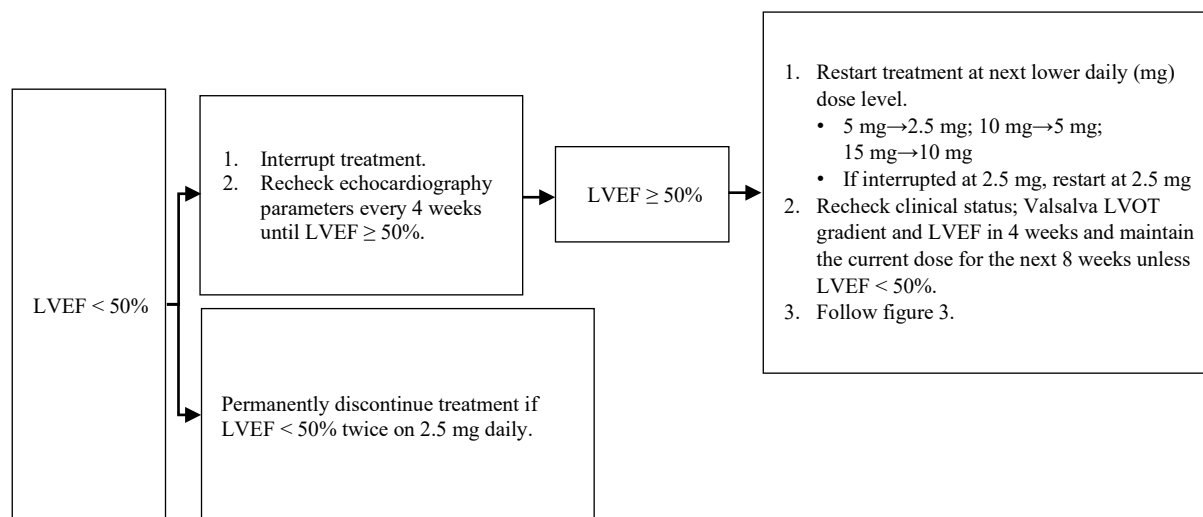 LVEF < 50%
1. Interrupt treatment.
2. Recheck echocardiography
parameters every 4 weeks
until LVEF ≥ 50%.
Permanently discontinue treatment if
LVEF < 50% twice on 2.5 mg daily.
LVEF ≥ 50%
1. Restart treatment at next lower daily (mg)
dose level.
• 5 mg→2.5 mg; 10 mg→5 mg;
15 mg→10 mg
• If interrupted at 2.5 mg, restart at 2.5 mg
2. Recheck clinical status; Valsalva LVOT
gradient and LVEF in 4 weeks and maintain
the current dose for the next 8 weeks unless
LVEF < 50%.
3. Follow figure 3.